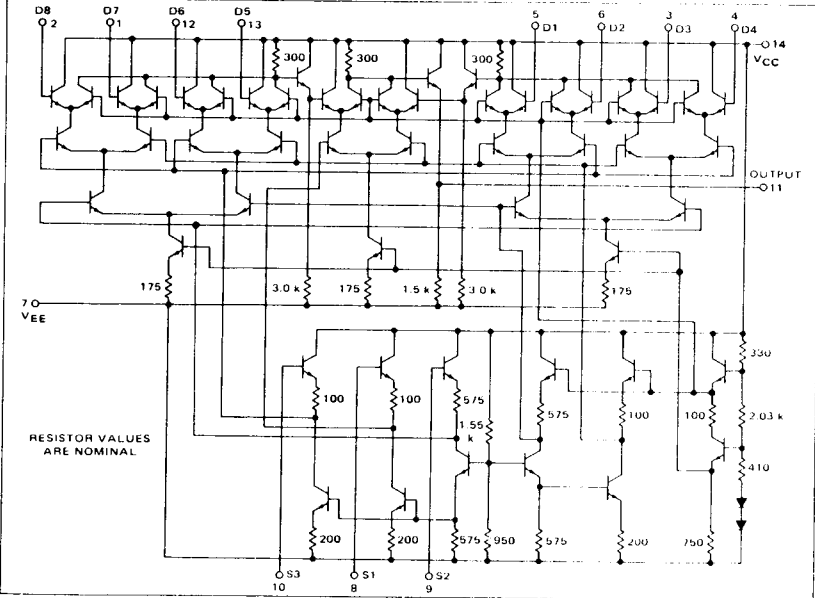 D8 D7 D6 D5 5 6 3 4
2 1 12 13 D1 D2 D3 D4
14
VCC
300 300 300
OUTPUT
11
175 3.0 k 175 1.5 k 3.0 k 175
7
VEE
330
100 100 575 575 100 100 2.03 k
1.55 k
RESISTOR VALUES
ARE NOMINAL
410
200 200 575 950 575 200 750
S3 S1 S2
10 8 9